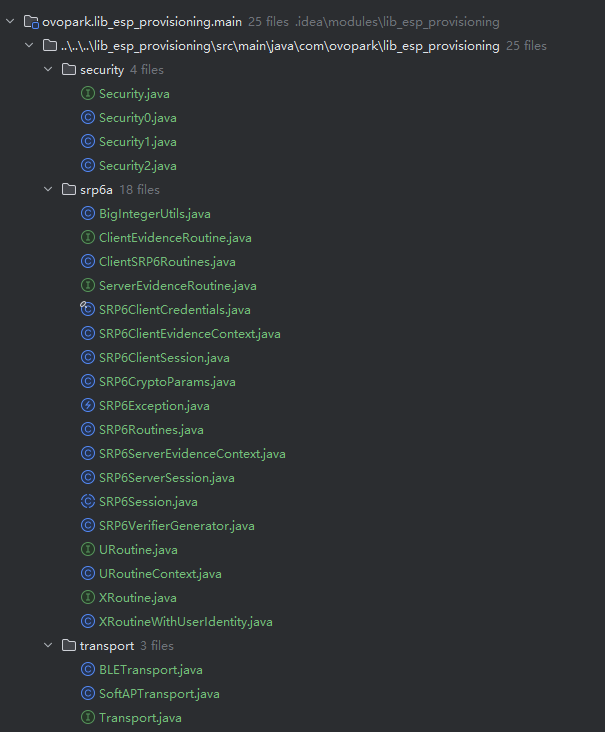 ovopark.lib_esp_provisioning.main 25 files .idea\modules\lib_esp_provisioning
..\..\..\lib_esp_provisioning\src\main\java\com\ovopark\lib_esp_provisioning 25 files
security 4 files
Security.java
Security0.java
Security1.java
Security2.java
srp6a 18 files
BigIntegerUtils.java
ClientEvidenceRoutine.java
ClientSRP6Routines.java
ServerEvidenceRoutine.java
SRP6ClientCredentials.java
SRP6ClientEvidenceContext.java
SRP6ClientSession.java
SRP6CryptoParams.java
SRP6Exception.java
SRP6Routines.java
SRP6ServerEvidenceContext.java
SRP6ServerSession.java
SRP6Session.java
SRP6VerifierGenerator.java
URoutine.java
URoutineContext.java
XRoutine.java
XRoutineWithUserIdentity.java
transport 3 files
BLETransport.java
SoftAPTransport.java
Transport.java